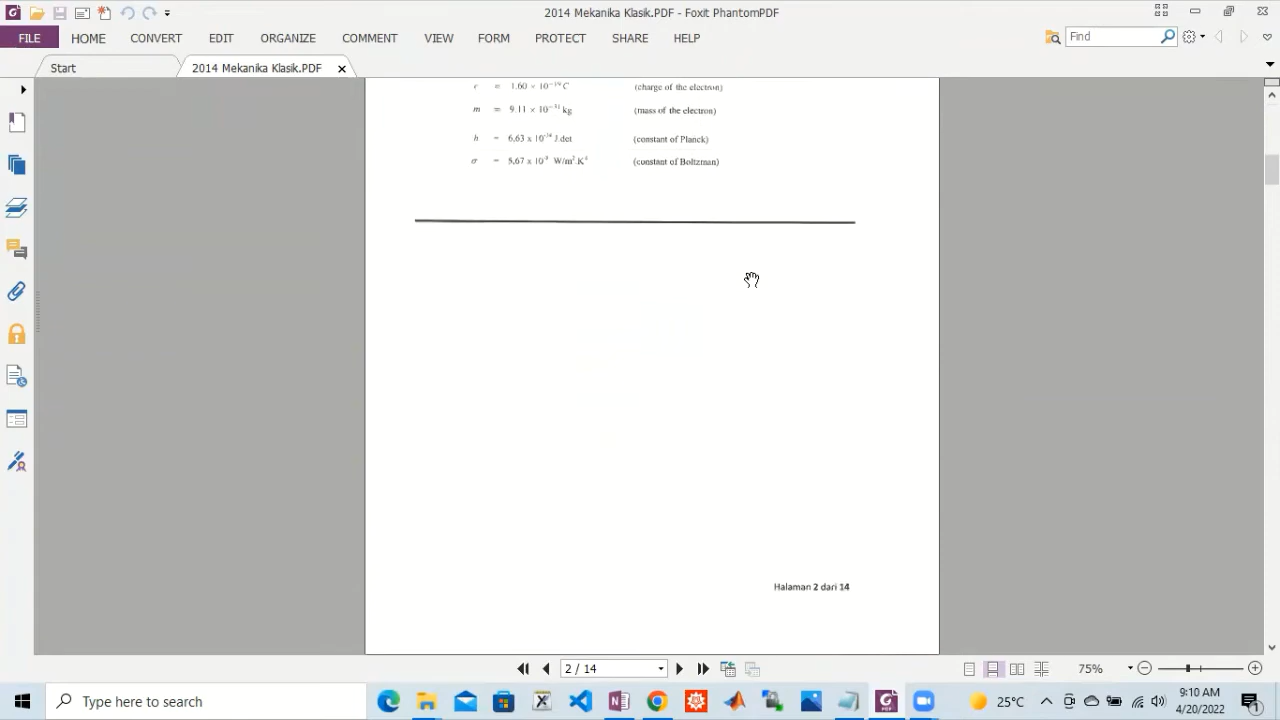 2014 Mekanika Klasik.PDF - Foxit PhantomPDF
FILE HOME CONVERT EDIT ORGANIZE COMMENT VIEW FORM PROTECT SHARE HELP
Find
Start 2014 Mekanika Klasik.PDF
= 1.60 × 10⁻¹⁹ C (charge of the electron)
m = 9.11 × 10⁻³¹ kg (mass of the electron)
h = 6,63 x 10⁻³⁴ J.det (constant of Planck)
σ = 5,67 x 10⁻⁸ W/m².K⁴ (constant of Boltzman)
Halaman 2 dari 14
2 / 14
75%
Type here to search
25°C
9:10 AM
4/20/2022